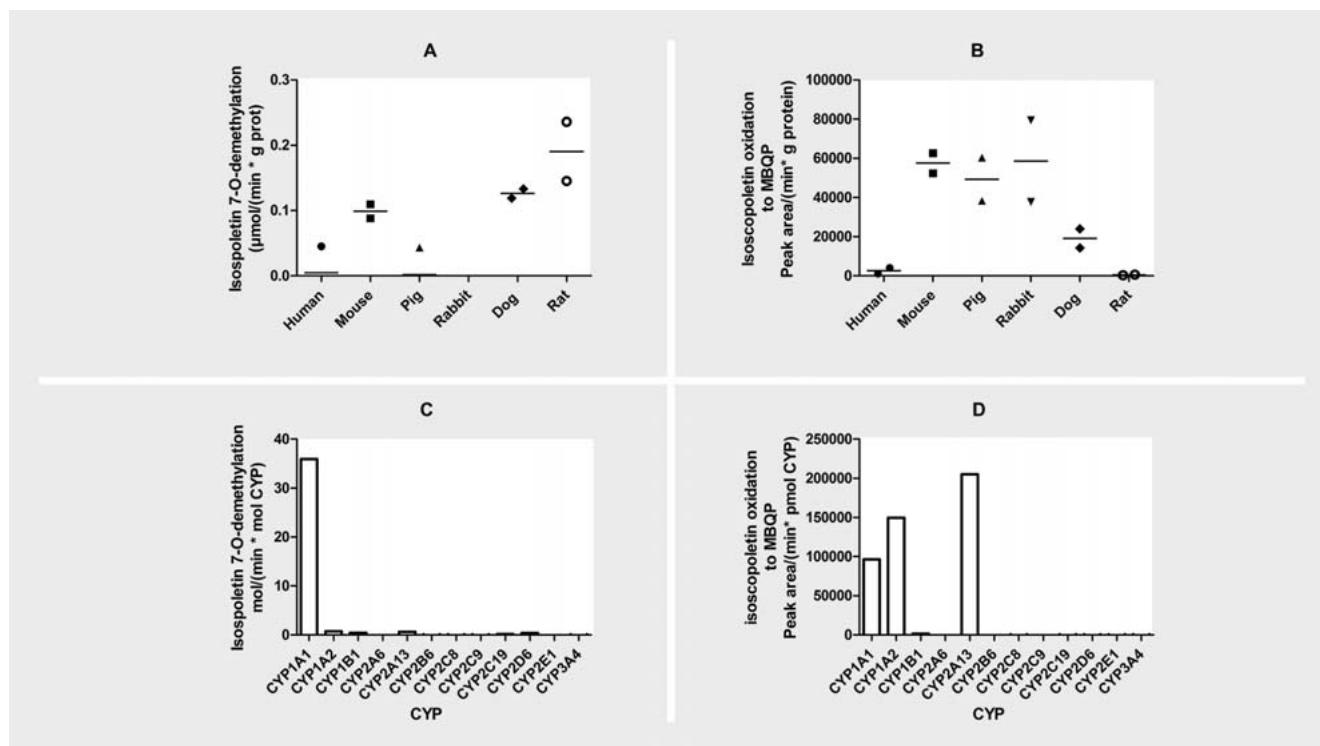 A
Isospoletin 7-O-demethylation
(µmol/(min * g prot)
0.3
0.2
0.1
0.0
Human
Mouse
Pig
Rabbit
Dog
Rat
B
Isoscopoletin oxidation
to MBQP
Peak area/(min* g protein)
100000
80000
60000
40000
20000
0
Human
Mouse
Pig
Rabbit
Dog
Rat
C
Isospoletin 7-O-demethylation
mol/(min * mol CYP)
40
30
20
10
0
CYP1A1
CYP1A2
CYP1B1
CYP2A6
CYP2A13
CYP2B6
CYP2C8
CYP2C9
CYP2C19
CYP2D6
CYP2E1
CYP3A4
CYP
D
isoscopoletin oxidation
to MBQP
Peak area/(min* pmol CYP)
250000
200000
150000
100000
50000
0
CYP1A1
CYP1A2
CYP1B1
CYP2A6
CYP2A13
CYP2B6
CYP2C8
CYP2C9
CYP2C19
CYP2D6
CYP2E1
CYP3A4
CYP